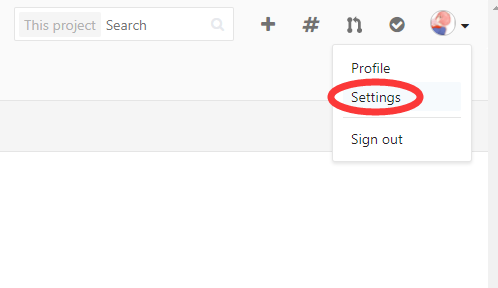 This project Search
Profile
Settings
Sign out